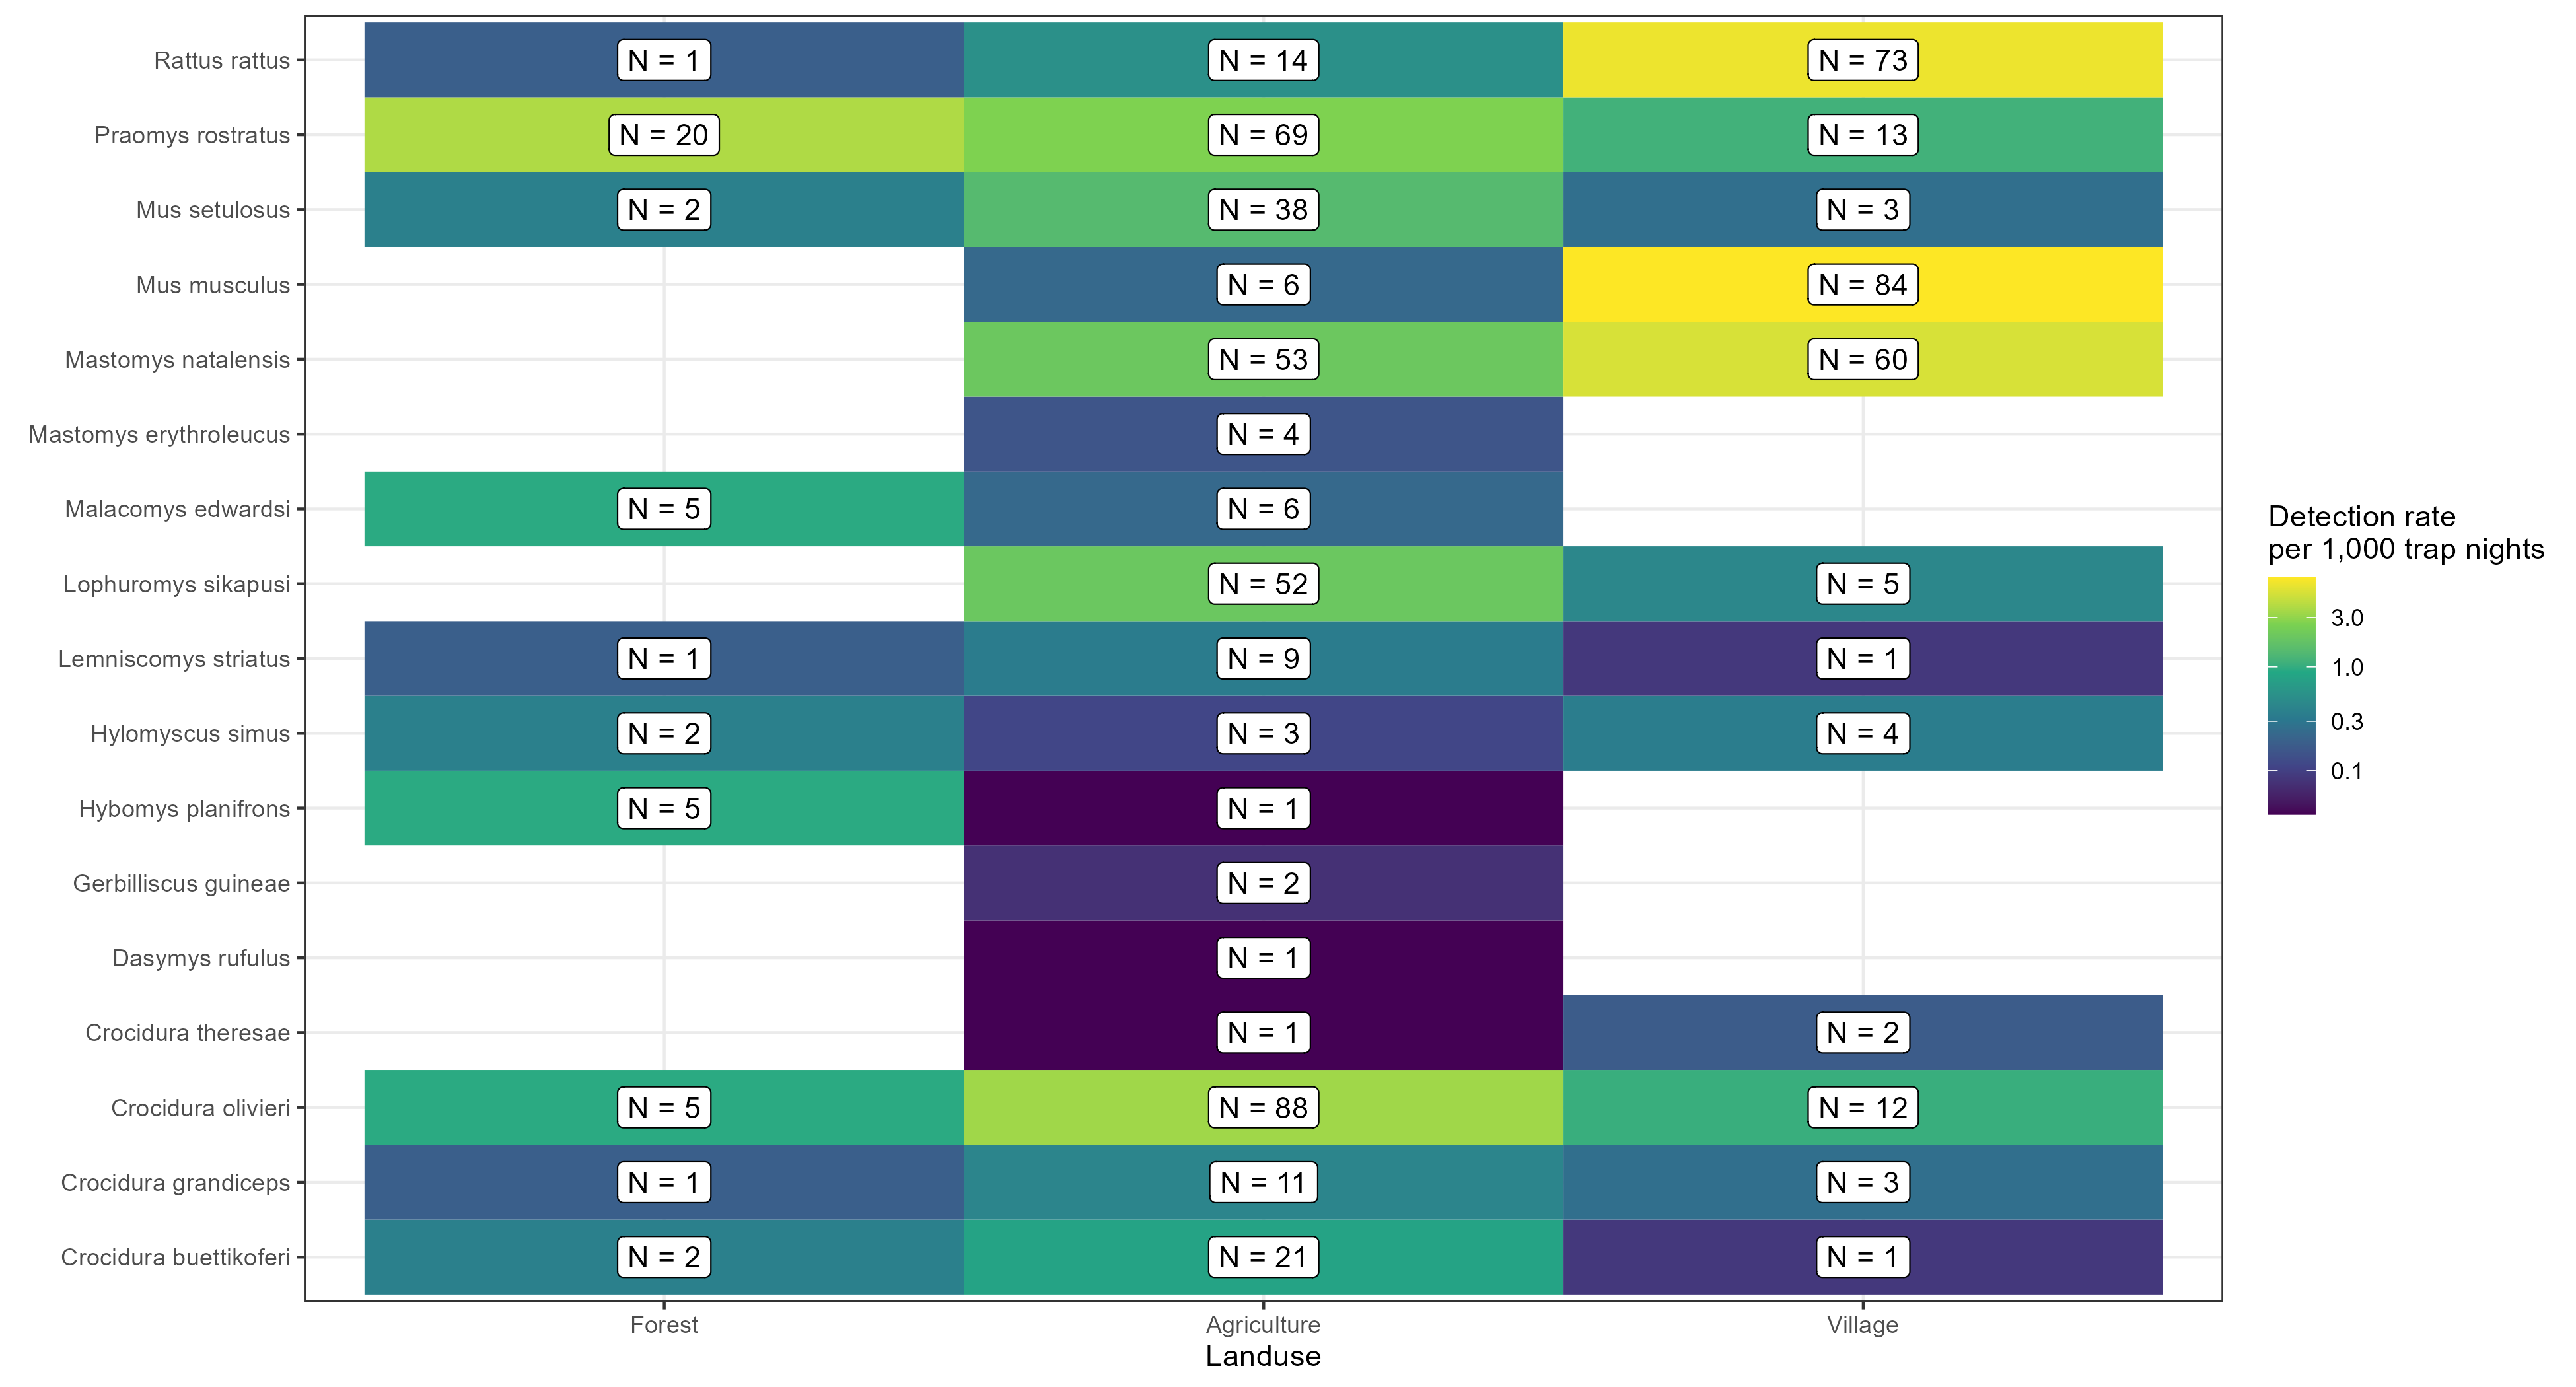 Rattus rattus N = 1 N = 14 N = 73
Praomys rostratus N = 20 N = 69 N = 13
Mus setulosus N = 2 N = 38 N = 3
Mus musculus N = 6 N = 84
Mastomys natalensis N = 53 N = 60
Mastomys erythroleucus N = 4
Malacomys edwardsi N = 5 N = 6
Lophuromys sikapusi N = 52 N = 5
Lemniscomys striatus N = 1 N = 9 N = 1
Hylomyscus simus N = 2 N = 3 N = 4
Hybomys planifrons N = 5 N = 1
Gerbilliscus guineae N = 2
Dasymys rufulus N = 1
Crocidura theresae N = 1 N = 2
Crocidura olivieri N = 5 N = 88 N = 12
Crocidura grandiceps N = 1 N = 11 N = 3
Crocidura buettikoferi N = 2 N = 21 N = 1
Forest Agriculture Village
Landuse
Detection rate
per 1,000 trap nights
3.0
1.0
0.3
0.1